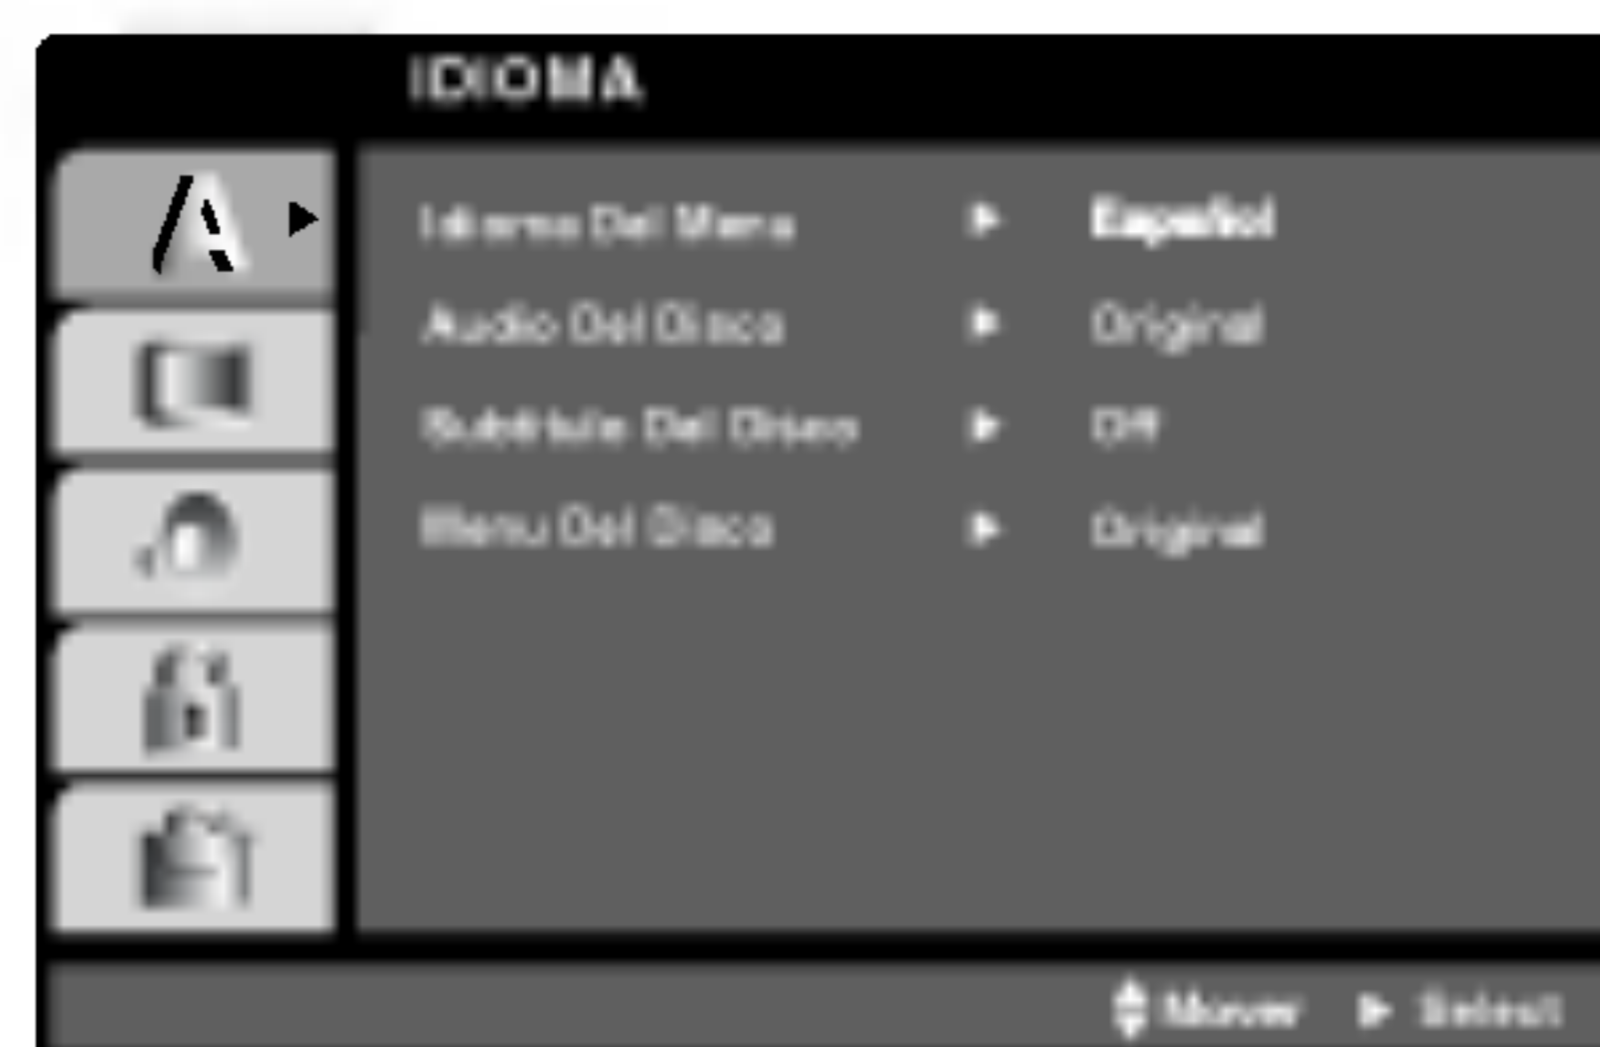 IDIOMA
Idioma Del Menu Español
Audio Del Disco Original
Subtitulo Del Disco Off
Menu Del Disco Original
Mover Select